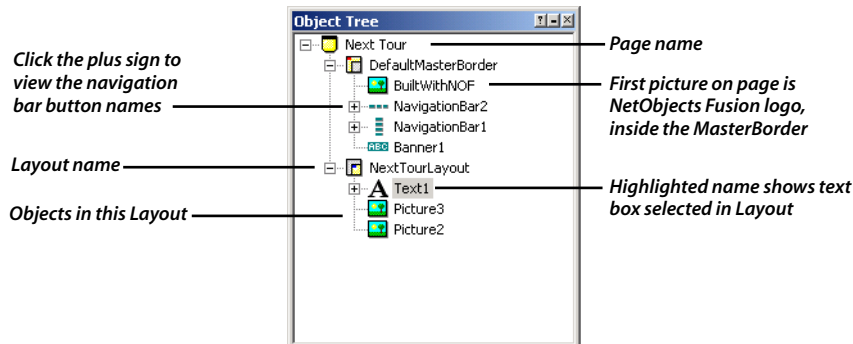 Object Tree
Next Tour
DefaultMasterBorder
BuiltWithNOF
NavigationBar2
NavigationBar1
ABC Banner1
NextTourLayout
A Text1
Picture3
Picture2
Click the plus sign to
view the navigation
bar button names
Layout name
Objects in this Layout
Page name
First picture on page is
NetObjects Fusion logo,
inside the MasterBorder
Highlighted name shows text
box selected in Layout